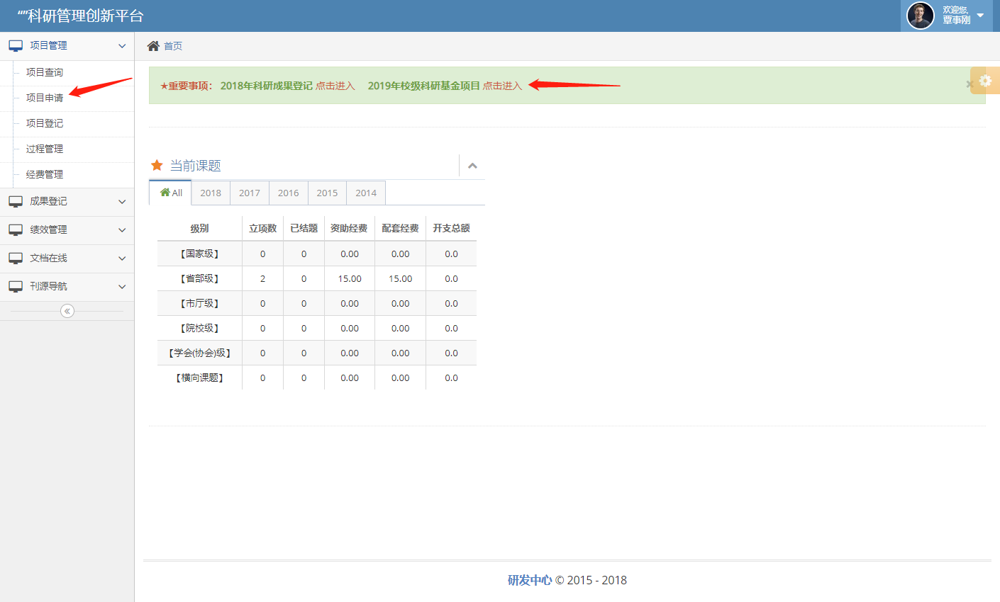 “”科研管理创新平台
欢迎您,
覃事刚
项目管理
项目查询
项目申请
项目登记
过程管理
经费管理
成果登记
绩效管理
文档在线
刊源导航
首页
★重要事项： 2018年科研成果登记 点击进入 2019年校级科研基金项目 点击进入
当前课题
All 2018 2017 2016 2015 2014
级别 立项数 已结题 资助经费 配套经费 开支总额
【国家级】 0 0 0.00 0.00 0.0
【省部级】 2 0 15.00 15.00 0.0
【市厅级】 0 0 0.00 0.00 0.0
【院校级】 0 0 0.00 0.00 0.0
【学会(协会)级】 0 0 0.00 0.00 0.0
【横向课题】 0 0 0.00 0.00 0.0
研发中心 © 2015 - 2018